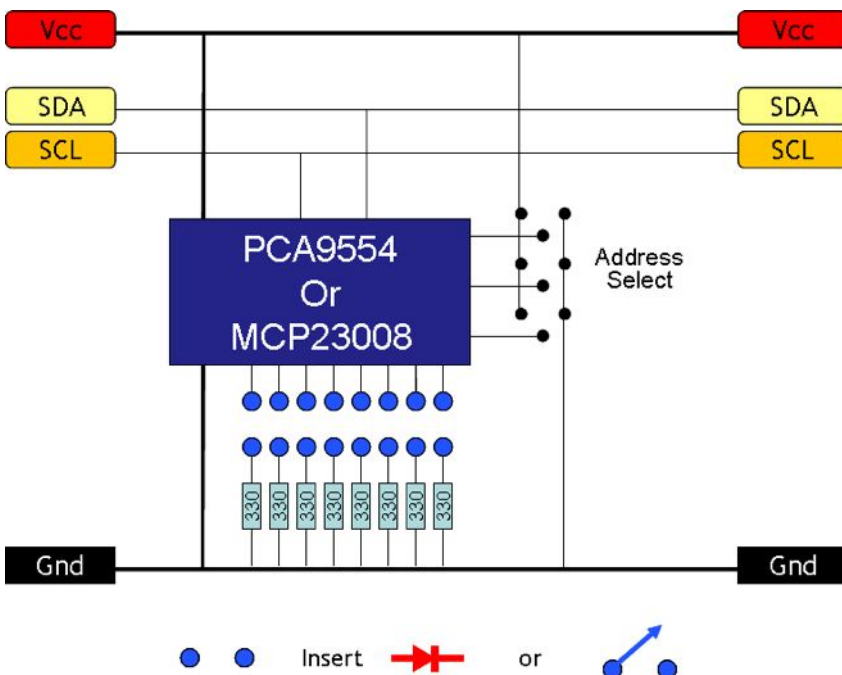 Vcc
Vcc
SDA
SDA
SCL
SCL
PCA9554
Or
MCP23008
Address
Select
330
330
330
330
330
330
330
330
Gnd
Gnd
Insert
or